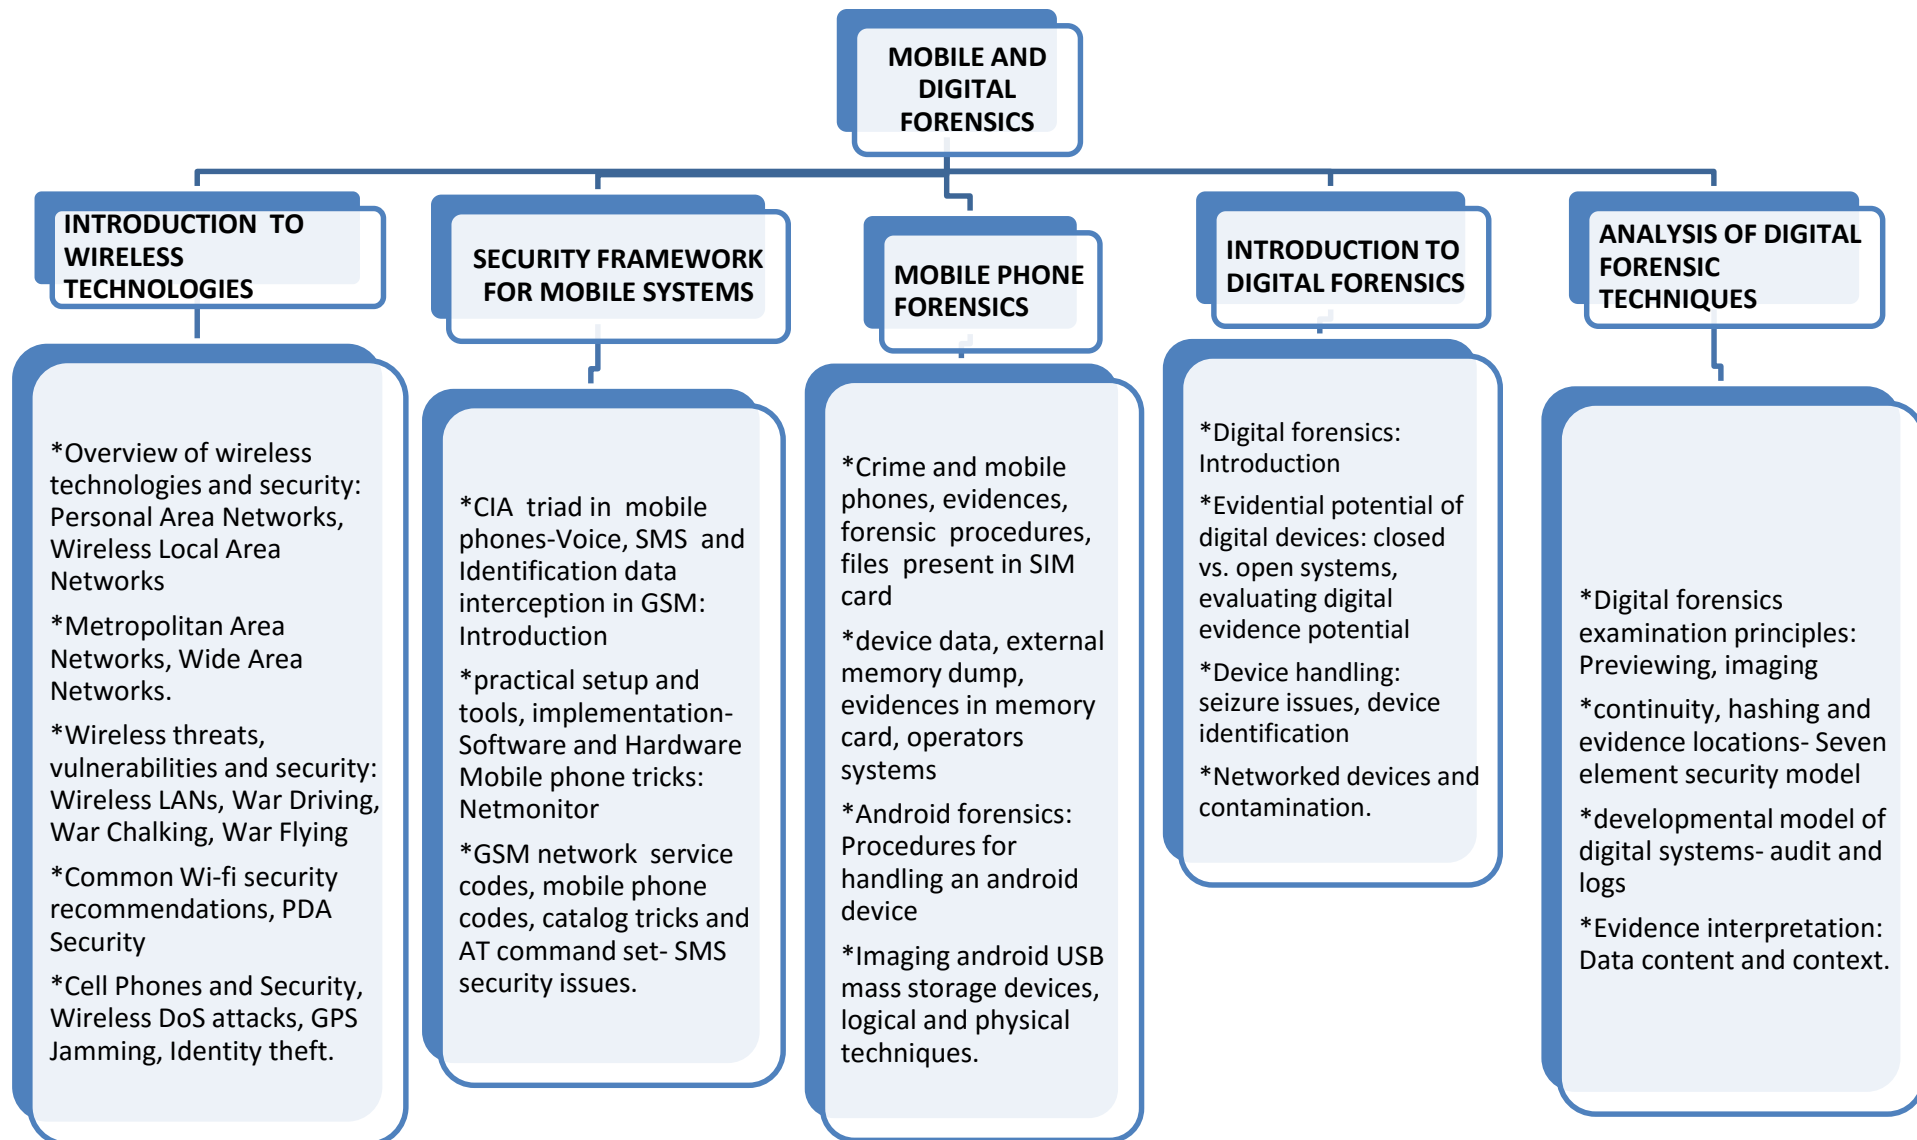 MOBILE AND
DIGITAL
FORENSICS
INTRODUCTION TO
WIRELESS
TECHNOLOGIES
*Overview of wireless
technologies and security:
Personal Area Networks,
Wireless Local Area
Networks
*Metropolitan Area
Networks, Wide Area
Networks.
*Wireless threats,
vulnerabilities and security:
Wireless LANs, War Driving,
War Chalking, War Flying
*Common Wi-fi security
recommendations, PDA
Security
*Cell Phones and Security,
Wireless DoS attacks, GPS
Jamming, Identity theft.
SECURITY FRAMEWORK
FOR MOBILE SYSTEMS
*CIA triad in mobile
phones-Voice, SMS and
Identification data
interception in GSM:
Introduction
*practical setup and
tools, implementation-
Software and Hardware
Mobile phone tricks:
Netmonitor
*GSM network service
codes, mobile phone
codes, catalog tricks and
AT command set- SMS
security issues.
MOBILE PHONE
FORENSICS
*Crime and mobile
phones, evidences,
forensic procedures,
files present in SIM
card
*device data, external
memory dump,
evidences in memory
card, operators
systems
*Android forensics:
Procedures for
handling an android
device
*Imaging android USB
mass storage devices,
logical and physical
techniques.
INTRODUCTION TO
DIGITAL FORENSICS
*Digital forensics:
Introduction
*Evidential potential of
digital devices: closed
vs. open systems,
evaluating digital
evidence potential
*Device handling:
seizure issues, device
identification
*Networked devices and
contamination.
ANALYSIS OF DIGITAL
FORENSIC
TECHNIQUES
*Digital forensics
examination principles:
Previewing, imaging
*continuity, hashing and
evidence locations- Seven
element security model
*developmental model of
digital systems- audit and
logs
*Evidence interpretation:
Data content and context.